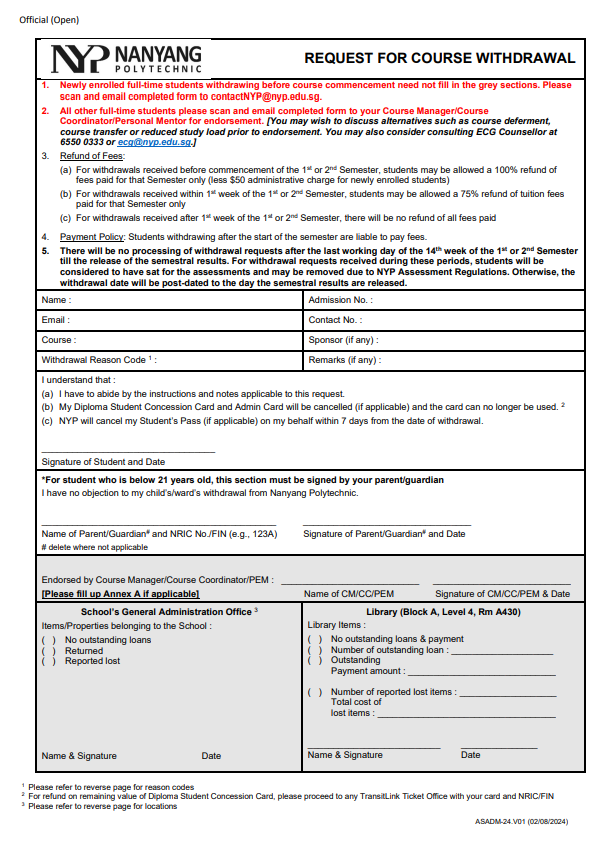 Official (Open)
NYP NANYANG
POLYTECHNIC
REQUEST FOR COURSE WITHDRAWAL
1. Newly enrolled full-time students withdrawing before course commencement need not fill in the grey sections. Please
scan and email completed form to contactNYP@nyp.edu.sg.
2. All other full-time students please scan and email completed form to your Course Manager/Course
Coordinator/Personal Mentor for endorsement. [You may wish to discuss alternatives such as course deferment,
course transfer or reduced study load prior to endorsement. You may also consider consulting ECG Counsellor at
6550 0333 or ecg@nyp.edu.sg.]
3. Refund of Fees:
(a) For withdrawals received before commencement of the 1st or 2nd Semester, students may be allowed a 100% refund of
fees paid for that Semester only (less $50 administrative charge for newly enrolled students)
(b) For withdrawals received within 1st week of the 1st or 2nd Semester, students may be allowed a 75% refund of tuition fees
paid for that Semester only
(c) For withdrawals received after 1st week of the 1st or 2nd Semester, there will be no refund of all fees paid
4. Payment Policy: Students withdrawing after the start of the semester are liable to pay fees.
5. There will be no processing of withdrawal requests after the last working day of the 14th week of the 1st or 2nd Semester
till the release of the semestral results. For withdrawal requests received during these periods, students will be
considered to have sat for the assessments and may be removed due to NYP Assessment Regulations. Otherwise, the
withdrawal date will be post-dated to the day the semestral results are released.
Name : Admission No. :
Email : Contact No. :
Course : Sponsor (if any) :
Withdrawal Reason Code 1 : Remarks (if any) :
I understand that :
(a) I have to abide by the instructions and notes applicable to this request.
(b) My Diploma Student Concession Card and Admin Card will be cancelled (if applicable) and the card can no longer be used. 2
(c) NYP will cancel my Student's Pass (if applicable) on my behalf within 7 days from the date of withdrawal.
Signature of Student and Date
*For student who is below 21 years old, this section must be signed by your parent/guardian
I have no objection to my child's/ward's withdrawal from Nanyang Polytechnic.
Name of Parent/Guardian# and NRIC No./FIN (e.g., 123A) Signature of Parent/Guardian# and Date
# delete where not applicable
Endorsed by Course Manager/Course Coordinator/PEM :
[Please fill up Annex A if applicable] Name of CM/CC/PEM Signature of CM/CC/PEM & Date
School's General Administration Office 3
Items/Properties belonging to the School :
( ) No outstanding loans
( ) Returned
( ) Reported lost
Name & Signature Date
Library (Block A, Level 4, Rm A430)
Library Items :
( ) No outstanding loans & payment
( ) Number of outstanding loan :
( ) Outstanding
Payment amount :
( ) Number of reported lost items :
Total cost of
lost items :
Name & Signature Date
1 Please refer to reverse page for reason codes
2 For refund on remaining value of Diploma Student Concession Card, please proceed to any TransitLink Ticket Office with your card and NRIC/FIN
3 Please refer to reverse page for locations
ASADM-24.V01 (02/08/2024)